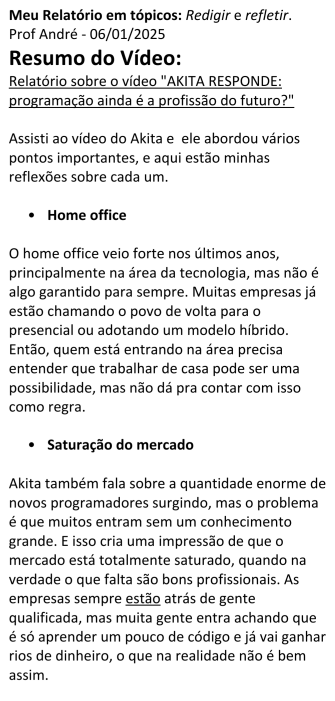 Meu Relatório em tópicos: Redigir e refletir.
Prof André - 06/01/2025
Resumo do Vídeo:
Relatório sobre o vídeo "AKITA RESPONDE:
programação ainda é a profissão do futuro?"
Assisti ao vídeo do Akita e  ele abordou vários
pontos importantes, e aqui estão minhas
reflexões sobre cada um.
• Home office
O home office veio forte nos últimos anos,
principalmente na área da tecnologia, mas não é
algo garantido para sempre. Muitas empresas já
estão chamando o povo de volta para o
presencial ou adotando um modelo híbrido.
Então, quem está entrando na área precisa
entender que trabalhar de casa pode ser uma
possibilidade, mas não dá pra contar com isso
como regra.
• Saturação do mercado
Akita também fala sobre a quantidade enorme de
novos programadores surgindo, mas o problema
é que muitos entram sem um conhecimento
grande. E isso cria uma impressão de que o
mercado está totalmente saturado, quando na
verdade o que falta são bons profissionais. As
empresas sempre estão atrás de gente
qualificada, mas muita gente entra achando que
é só aprender um pouco de código e já vai ganhar
rios de dinheiro, o que na realidade não é bem
assim.